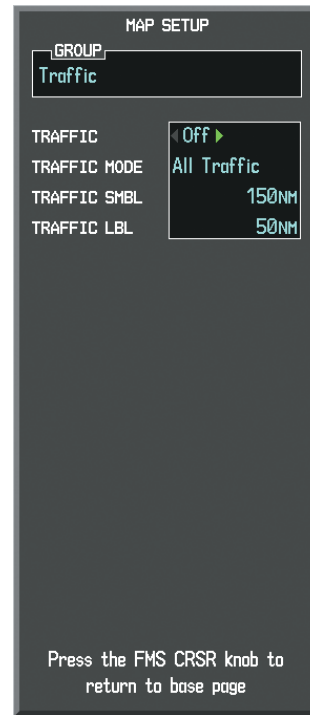 MAP SETUP
GROUP
Traffic
TRAFFIC Off
TRAFFIC MODE All Traffic
TRAFFIC SMBL 150NM
TRAFFIC LBL 50NM
Press the FMS CRSR knob to
return to base page